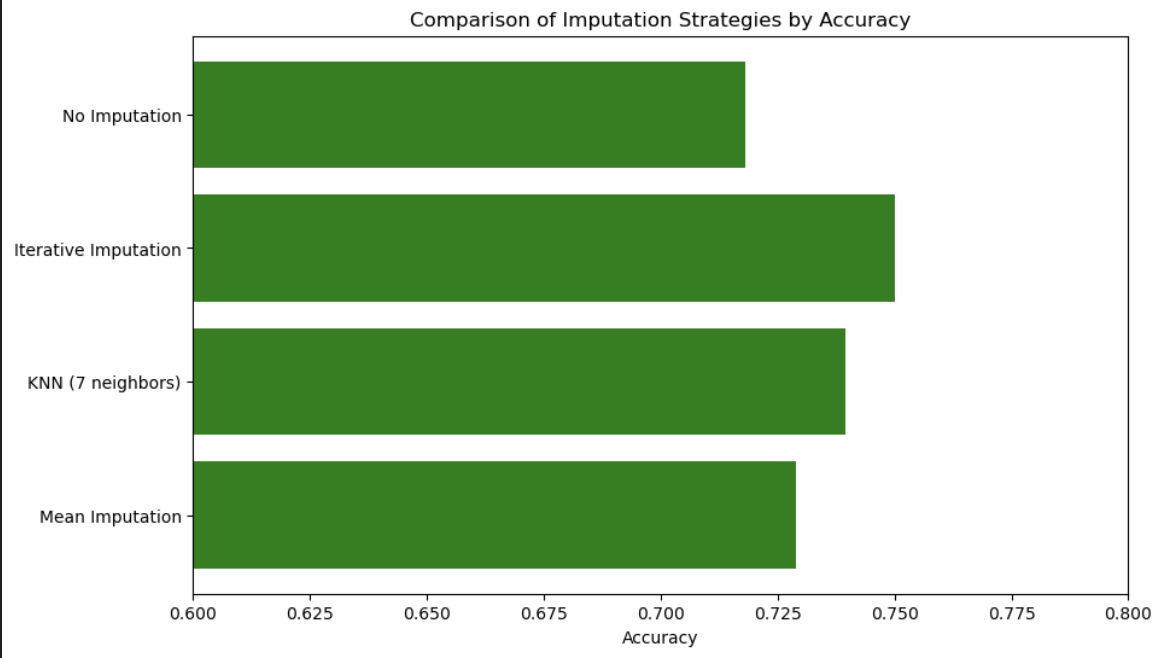 Comparison of Imputation Strategies by Accuracy
No Imputation
Iterative Imputation
KNN (7 neighbors)
Mean Imputation
0.600 0.625 0.650 0.675 0.700 0.725 0.750 0.775 0.800
Accuracy